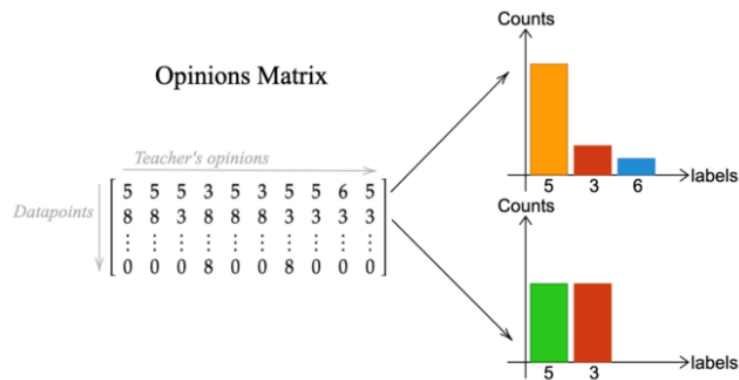 Opinions Matrix
Teacher's opinions
Datapoints
5 5 5 3 5 3 5 5 6 5
8 8 3 8 8 8 3 3 3 3
⋮ ⋮ ⋮ ⋮ ⋮ ⋮ ⋮ ⋮ ⋮ ⋮
0 0 0 8 0 0 8 0 0 0
Counts
5 3 6
labels
Counts
5 3
labels